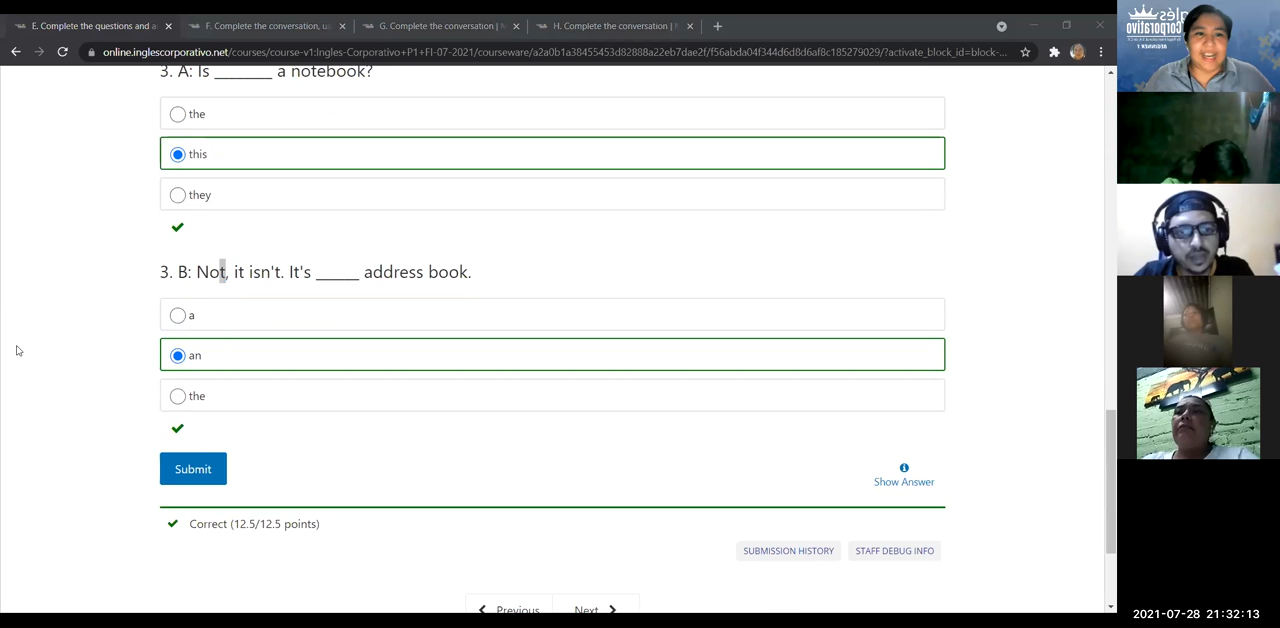 E. Complete the questions and a
F. Complete the conversation, u
G. Complete the conversation |
H. Complete the conversation |
online.inglescorporativo.net/courses/course-v1:Ingles-Corporativo+P1+FI-07-2021/courseware/a2a0b1a38455453d82888a22eb7dae2f/f56abda04f344d6d8d6af8c185279029/?activate_block_id=block-...
3. A: Is ________ a notebook?
the
this
they
3. B: Not, it isn't. It's ______ address book.
a
an
the
Submit
Show Answer
Correct (12.5/12.5 points)
SUBMISSION HISTORY
STAFF DEBUG INFO
Previous
Next
2021-07-28 21:32:13